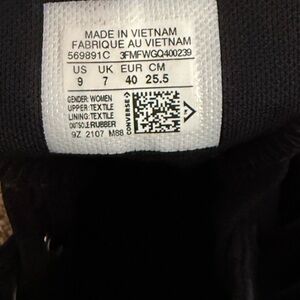 MADE IN VIETNAM
FABRIQUE AU VIETNAM
569891C 3FMFWGQ400239
US UK EUR CM
9 7 40 25.5
GENDER: WOMEN
UPPER: TEXTILE
LINING: TEXTILE
OUTSOLE: RUBBER
9Z 2107 M88
CONVERSE